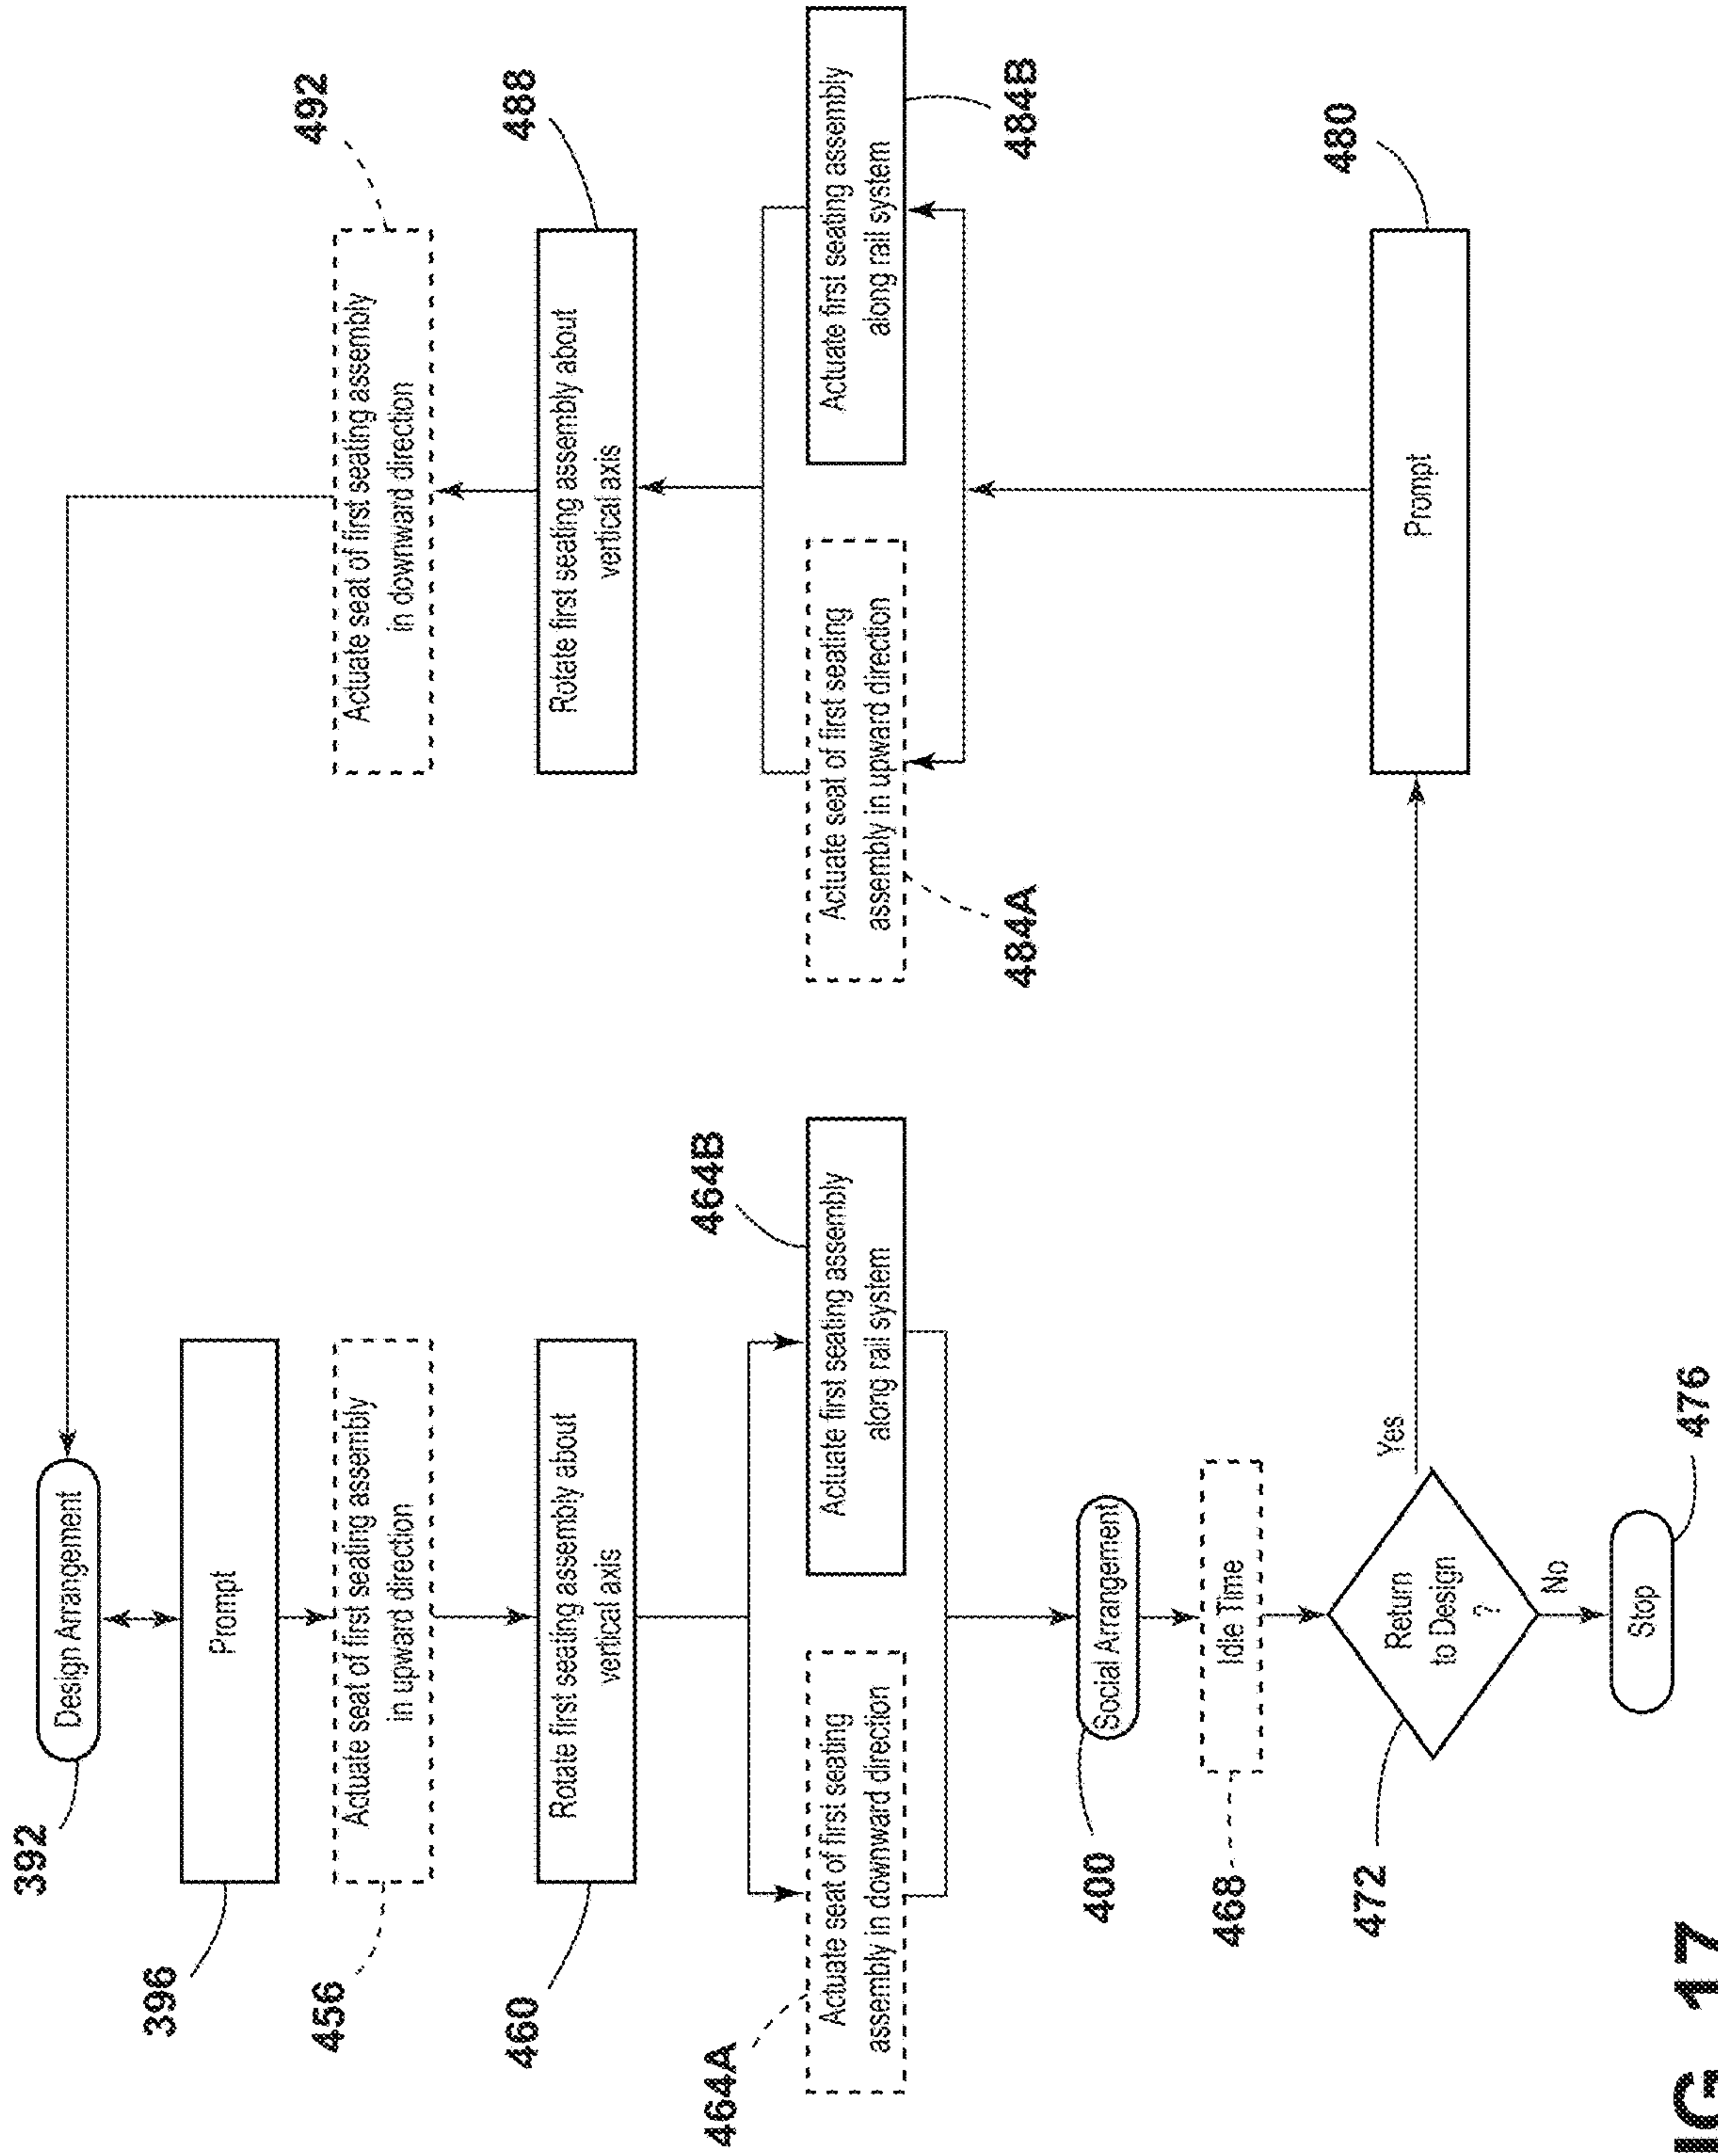 392
Design Arrangement
396
Prompt
456
Actuate seat of first seating assembly
in upward direction
460
Rotate first seating assembly about
vertical axis
464A
Actuate seat of first seating
assembly in downward direction
464B
Actuate first seating assembly
along rail system
400
Social Arrangement
468
Idle Time
472
Return
to Design
?
Yes
No
Stop
476
480
Prompt
484A
Actuate seat of first seating
assembly in upward direction
484B
Actuate first seating assembly
along rail system
488
Rotate first seating assembly about
vertical axis
492
Actuate seat of first seating assembly
in downward direction
IG. 17